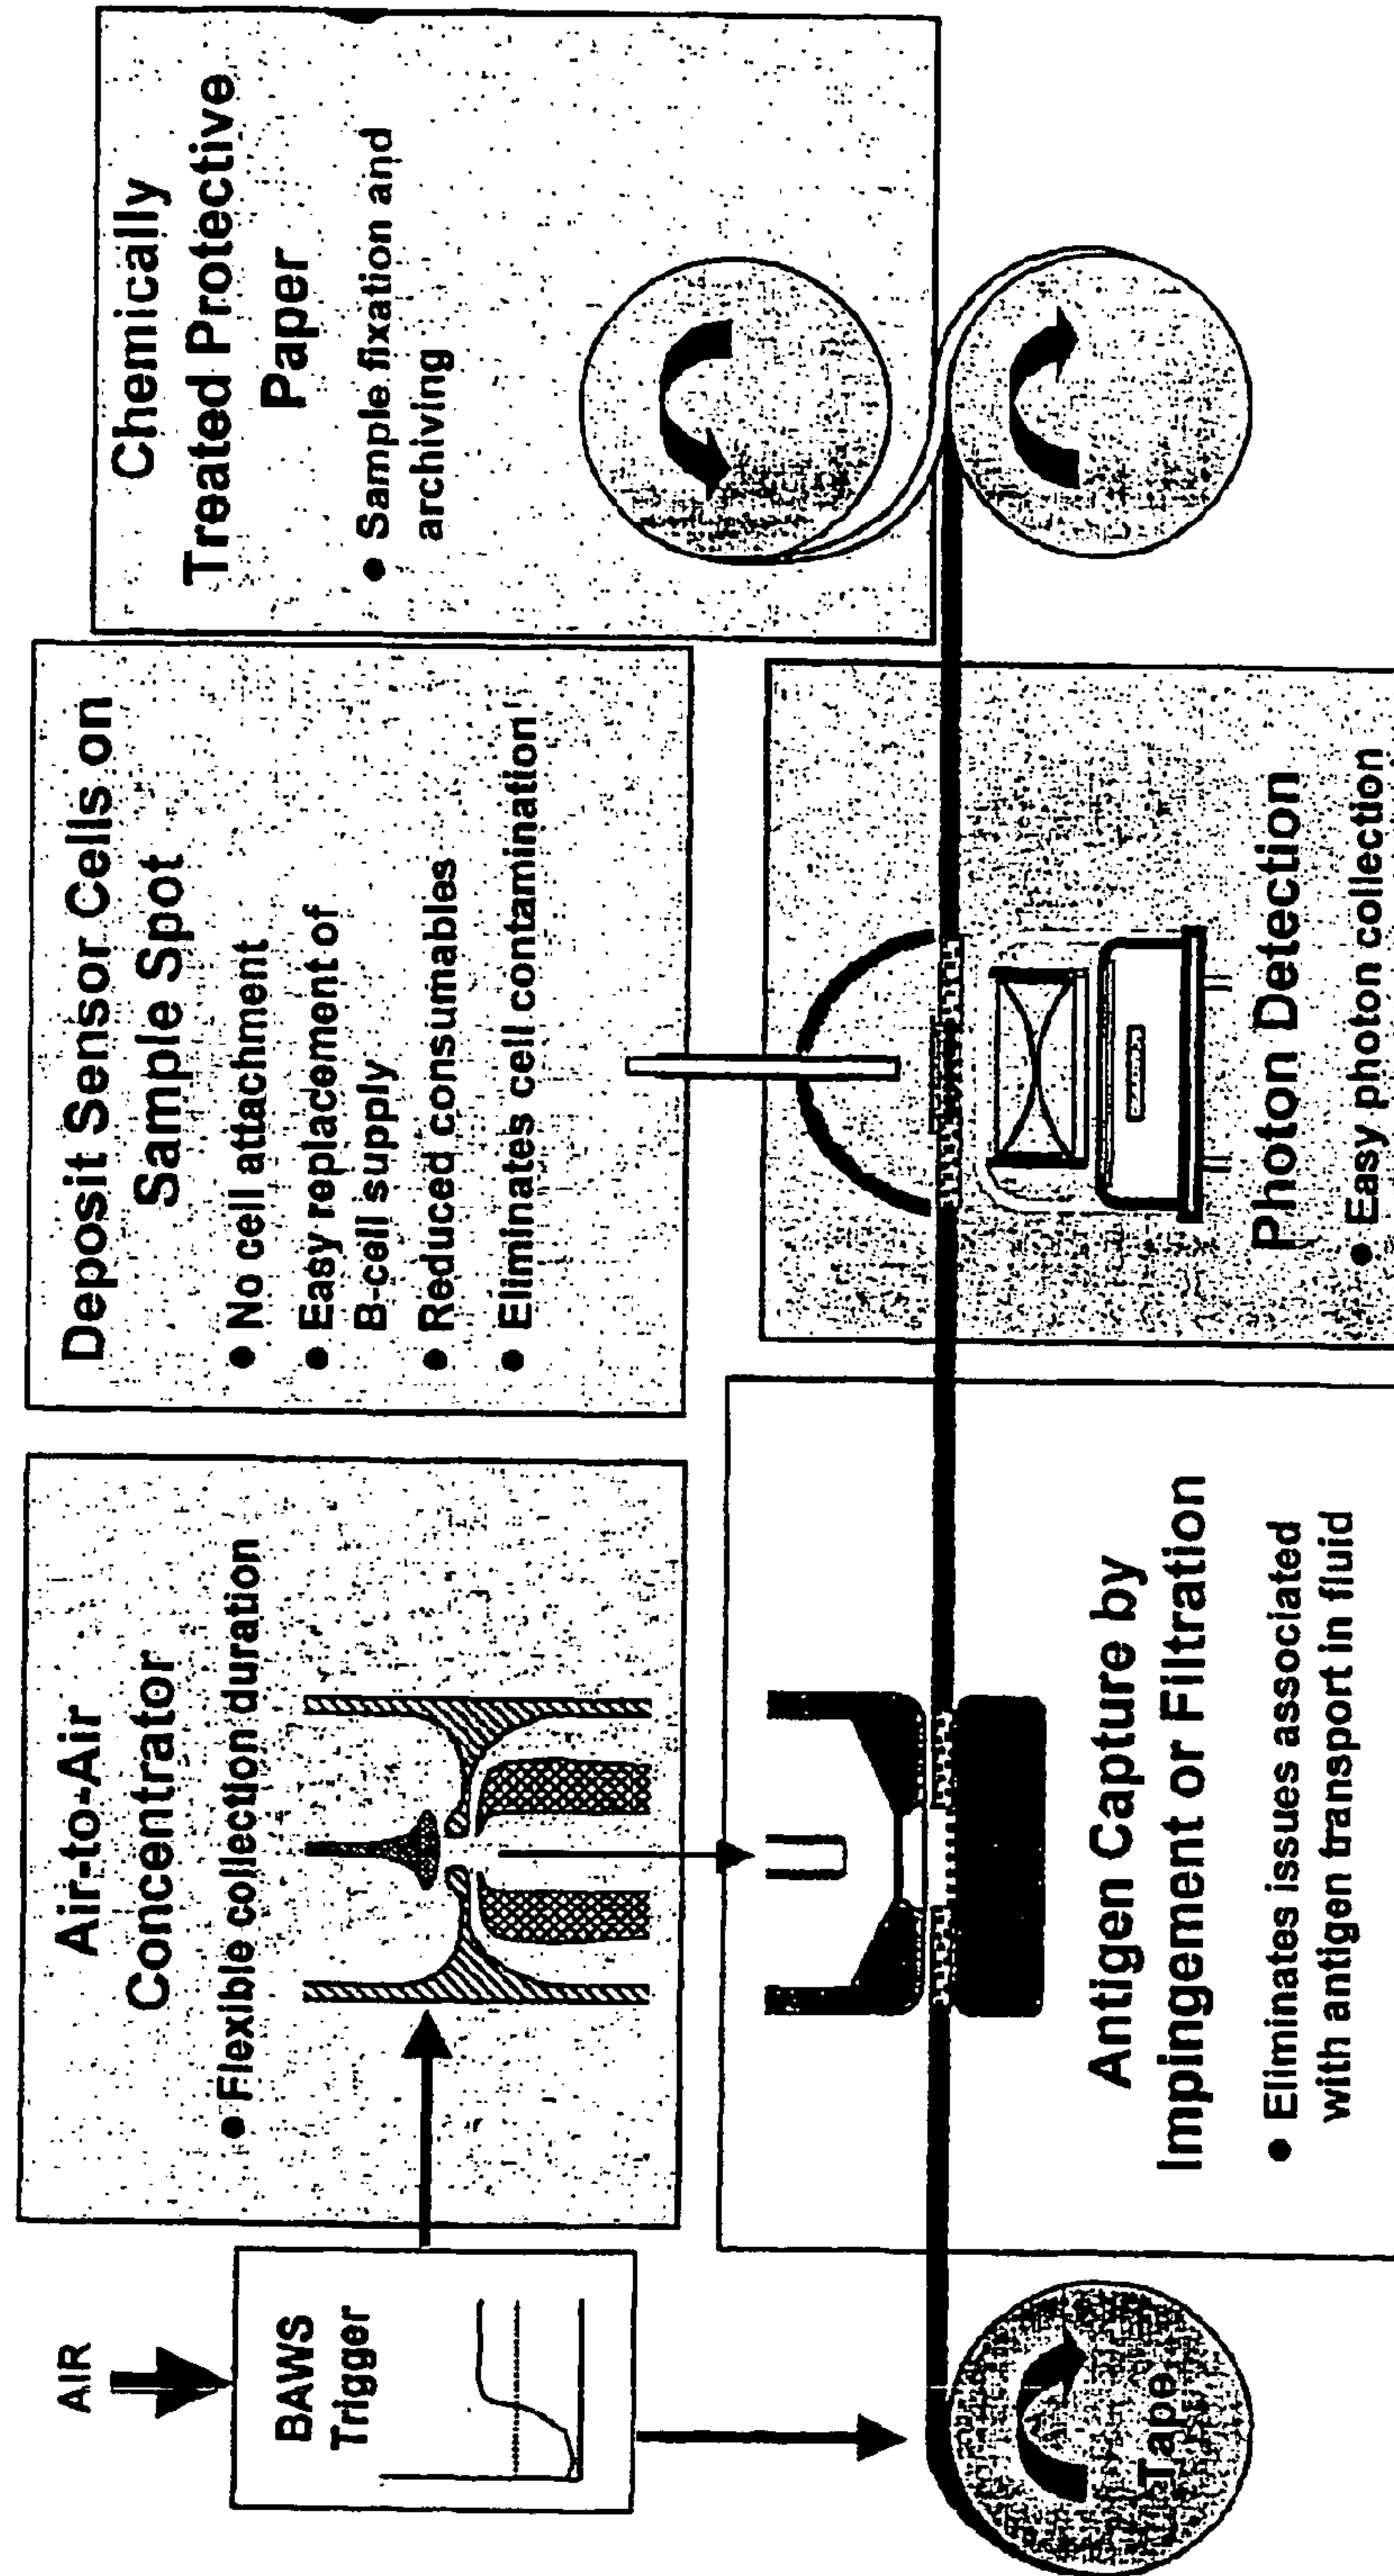 AIR
BAWS
Trigger
Air-to-Air
Concentrator
• Flexible collection duration
Deposit Sensor Cells on
Sample Spot
• No cell attachment
• Easy replacement of
B-cell supply
• Reduced consumables
• Eliminates cell contamination
Chemically
Treated Protective
Paper
• Sample fixation and
archiving
Tape
Antigen Capture by
Impingement or Filtration
• Eliminates issues associated
with antigen transport in fluid
Photon Detection
• Easy photon collection